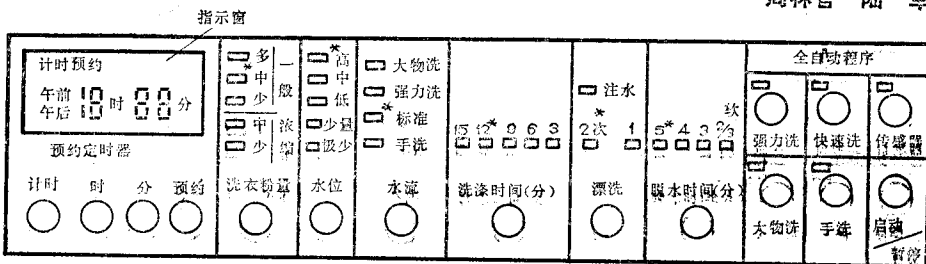 指示窗
计时预约
午前 10 时 00 分
午后
预约定时器
计时 时 分 预约
多
*中
少
一般
中
少
浓缩
洗衣粉量
*高
中
低
少量
极少
水位
大物洗
强力洗
*标准
手洗
水流
15 12* 9 6 3
洗涤时间(分)
注水
2次* 1
漂洗
5* 4 3 2/3
脱水时间(分)
全自动程序
强力洗 快速洗 传感器
大物洗 手洗 启动
暂停